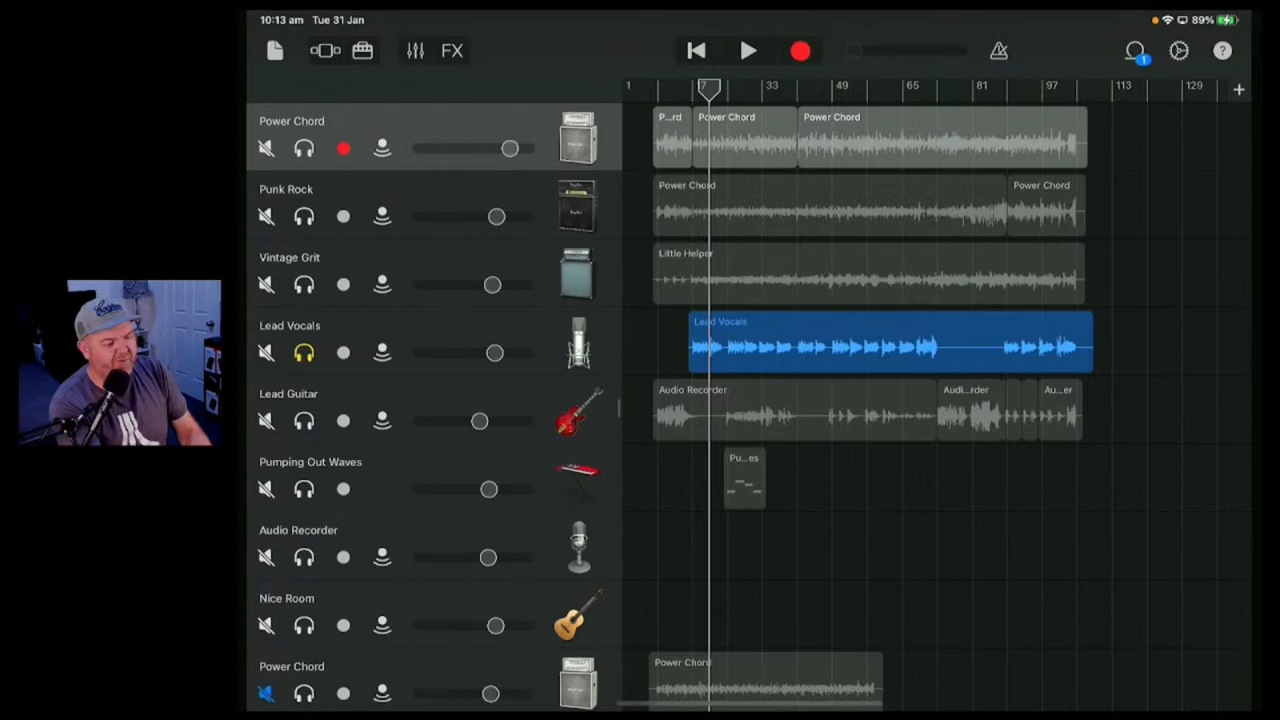 10:13 am Tue 31 Jan
89%
FX
1
1 17 33 49 65 81 97 113 129
Power Chord
P...rd Power Chord Power Chord
Punk Rock
Power Chord Power Chord
Vintage Grit
Little Helper
Lead Vocals
Lead Vocals
Lead Guitar
Audio Recorder Audi...rder Au...er
Pumping Out Waves
Pu...es
Audio Recorder
Nice Room
Power Chord
Power Chord